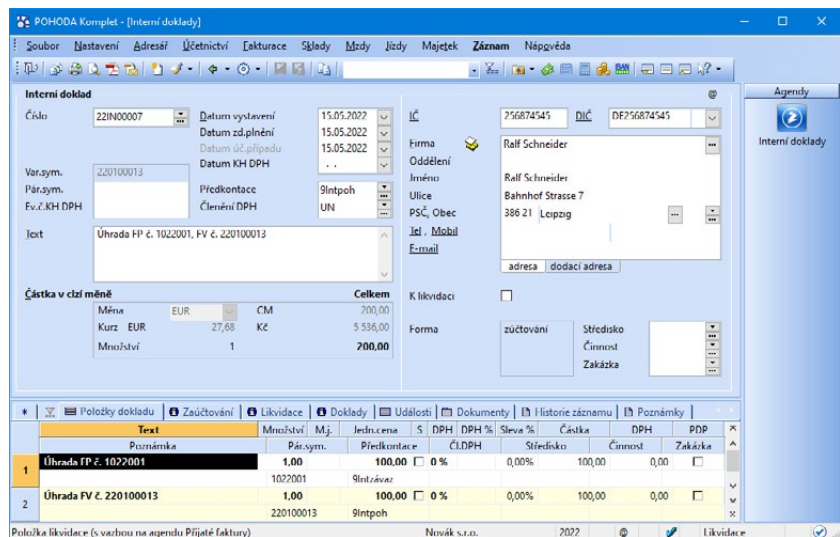 POHODA Komplet - [Interní doklady]
Soubor Nastavení Adresář Účetnictví Fakturace Sklady Mzdy Jízdy Majetek Záznam Nápověda
Interní doklad @
Agendy
Interní doklady
Číslo 22IN00007
Datum vystavení 15.05.2022
Datum zd.plnění 15.05.2022
Datum úč.případu 15.05.2022
Datum KH DPH . .
Var.sym. 220100013
Pár.sym.
Ev.č.KH DPH
Předkontace 9Intpoh
Členění DPH UN
Text Úhrada FP č. 1022001, FV č. 220100013
IČ 256874545 DIČ DE256874545
Firma Ralf Schneider
Oddělení
Jméno Ralf Schneider
Ulice Bahnhof Strasse 7
PSČ, Obec 386 21 Leipzig
Tel , Mobil
E-mail
adresa dodací adresa
Částka v cizí měně Celkem
Měna EUR CM 200,00
Kurz EUR 27,68 Kč 5 536,00
Množství 1 200,00
K likvidaci
Forma zúčtování
Středisko
Činnost
Zakázka
* Položky dokladu Zaúčtování Likvidace Doklady Události Dokumenty Historie záznamu Poznámky
Text Množství M.j. Jedn.cena S DPH DPH % Sleva % Částka DPH PDP
Poznámka Pár.sym. Předkontace Čl.DPH Středisko Činnost Zakázka
1 Úhrada FP č. 1022001 1,00 100,00 0 % 0,00% 100,00 0,00
1022001 9Intzávaz
2 Úhrada FV č. 220100013 1,00 100,00 0 % 0,00% 100,00 0,00
220100013 9Intpoh
Položka likvidace (s vazbou na agendu Přijaté faktury) Novák s.r.o. 2022 @ Likvidace